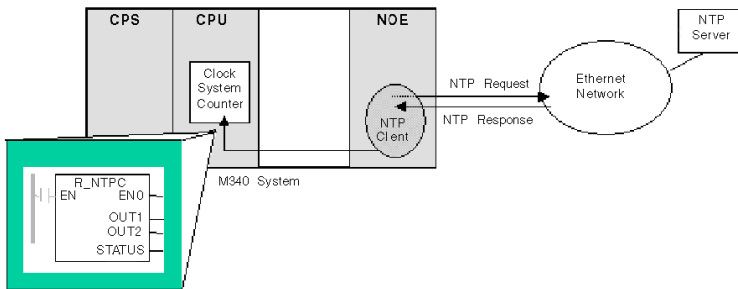 CPS
CPU
NOE
NTP
Server
Clock
System
Counter
NTP Request
Ethernet
Network
NTP Response
NTP
Client
M340 System
R_NTPC
EN
ENO
OUT1
OUT2
STATUS